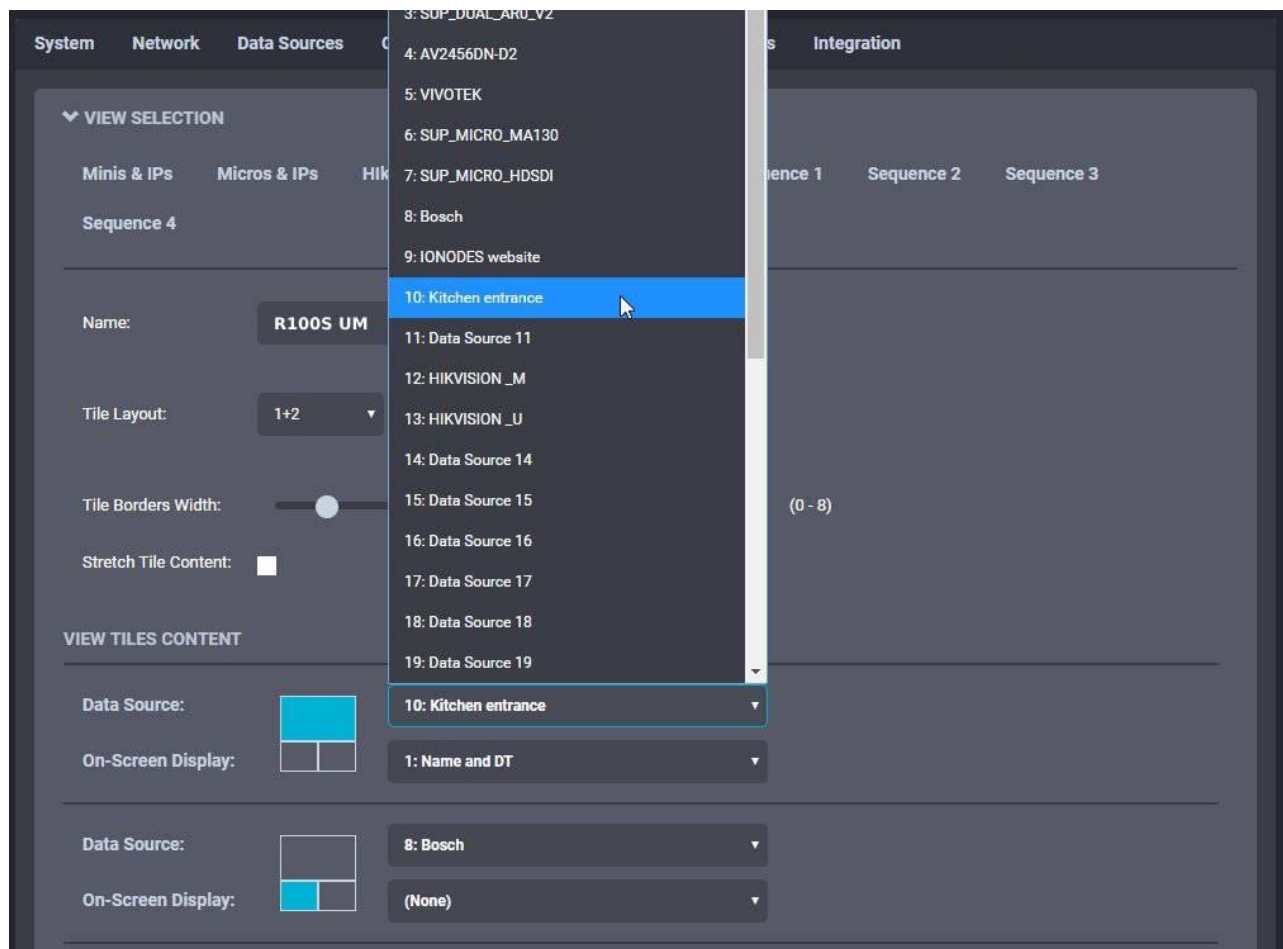 3: SUP_DUAL_AR0_V2
System Network Data Sources Integration
4: AV2456DN-D2
5: VIVOTEK
VIEW SELECTION
6: SUP_MICRO_MA130
Minis & IPs Micros & IPs 7: SUP_MICRO_HDSDI Sequence 2 Sequence 3
Sequence 4 8: Bosch
9: IONODES website
10: Kitchen entrance
Name: R100S UM
11: Data Source 11
12: HIKVISION _M
Tile Layout: 1+2 13: HIKVISION _U
14: Data Source 14
Tile Borders Width: 15: Data Source 15 (0 - 8)
16: Data Source 16
Stretch Tile Content:
17: Data Source 17
18: Data Source 18
VIEW TILES CONTENT
19: Data Source 19
Data Source: 10: Kitchen entrance
On-Screen Display: 1: Name and DT
Data Source: 8: Bosch
On-Screen Display: (None)